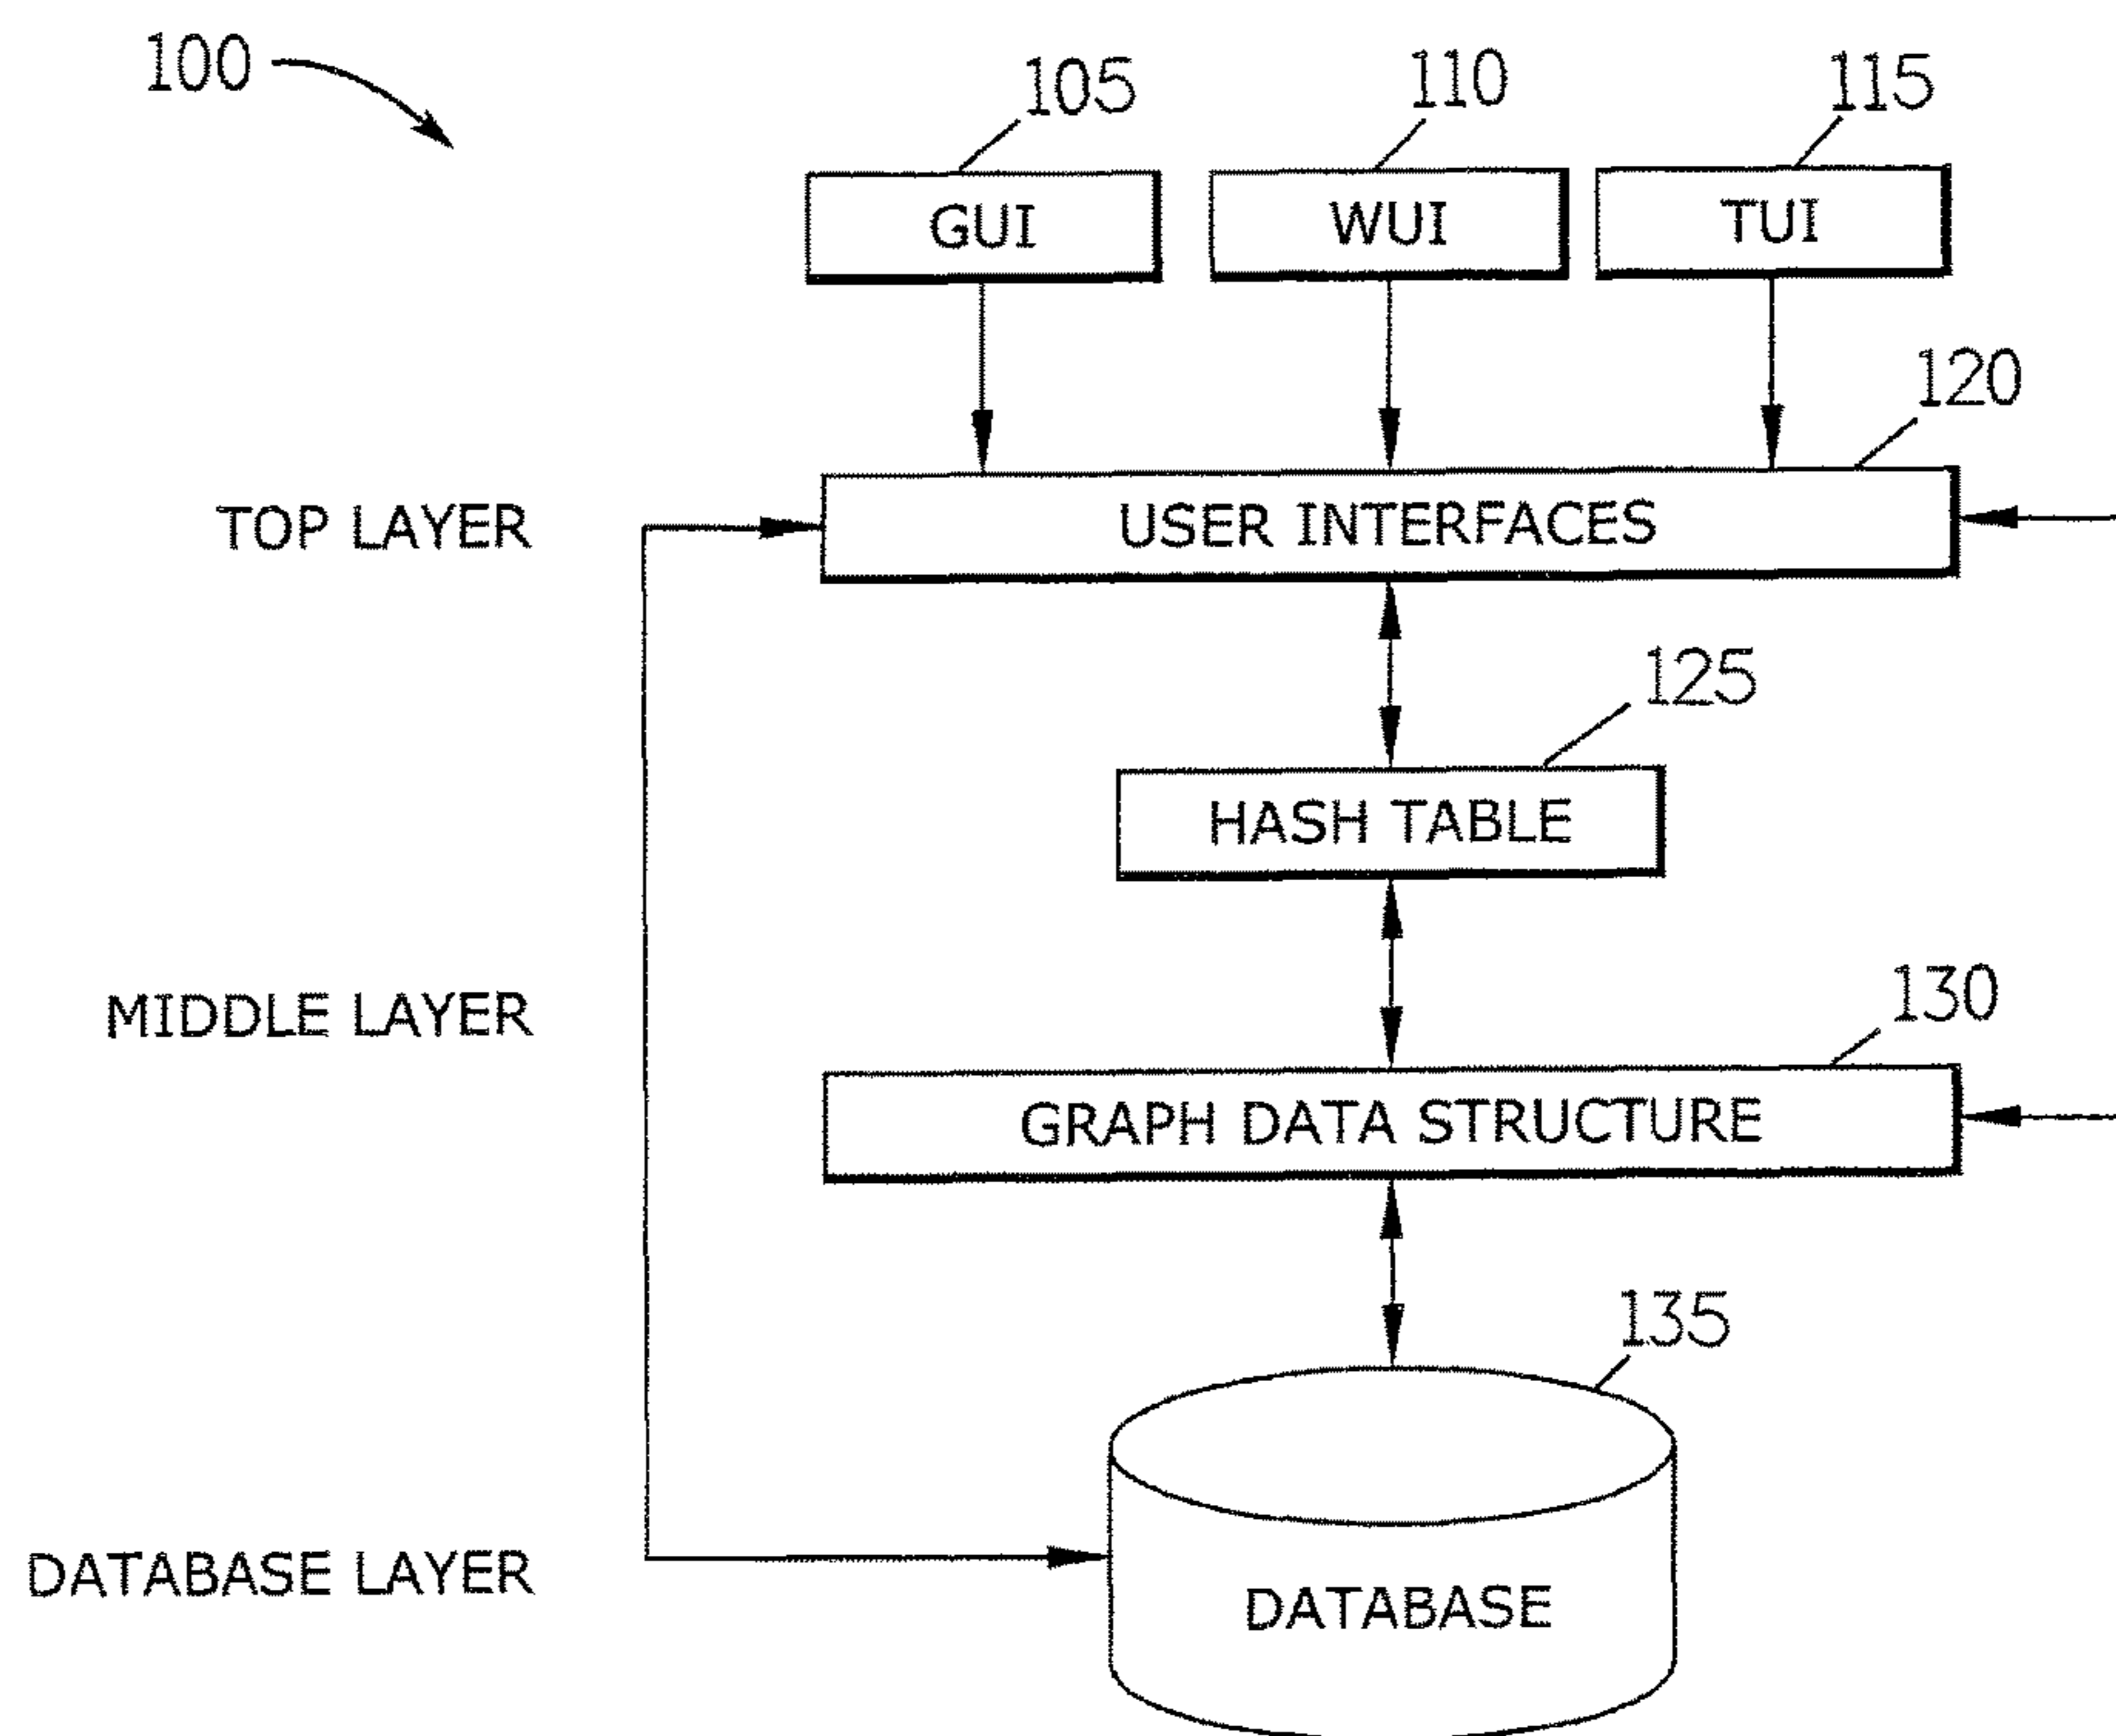 100
105
110
115
GUI
WUI
TUI
120
TOP LAYER
USER INTERFACES
125
HASH TABLE
MIDDLE LAYER
130
GRAPH DATA STRUCTURE
135
DATABASE LAYER
DATABASE